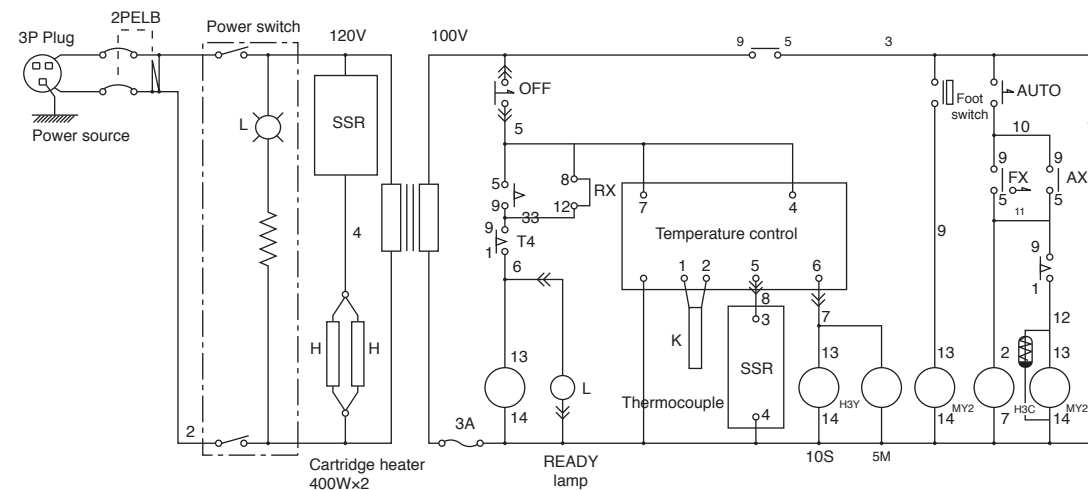 2PELB
3P Plug
Power switch
120V
100V
Power source
L
SSR
4
H
H
2
Cartridge heater
400W×2
3A
OFF
5
5
9
33
8
12
RX
9
1
T4
6
13
14
L
READY
lamp
9
5
3
7
4
Temperature control
1
2
5
6
8
3
SSR
4
K
Thermocouple
7
13
14
H3Y
10S
5M
Foot
switch
9
13
14
MY2
AUTO
10
9
5
FX
9
5
AX
11
9
1
12
2
7
H3C
13
14
MY2